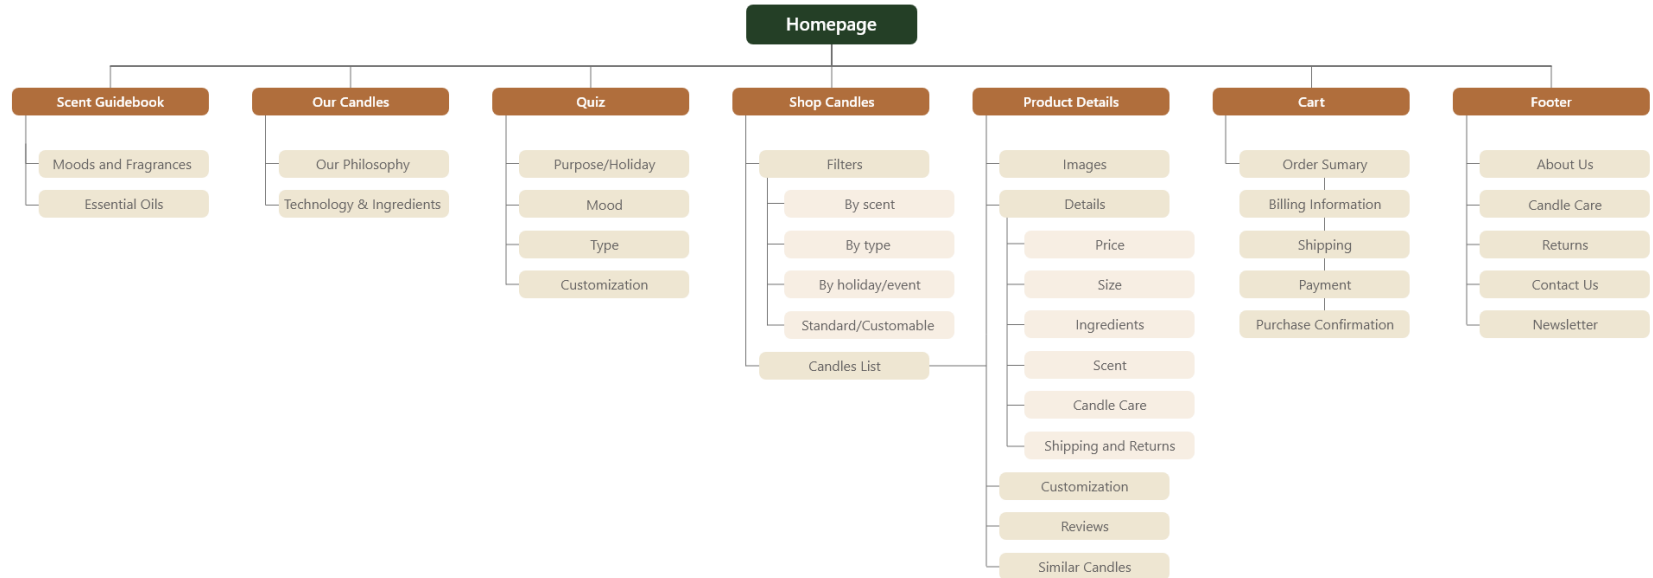 Homepage
Scent Guidebook
Moods and Fragrances
Essential Oils
Our Candles
Our Philosophy
Technology & Ingredients
Quiz
Purpose/Holiday
Mood
Type
Customization
Shop Candles
Filters
By scent
By type
By holiday/event
Standard/Customable
Candles List
Product Details
Images
Details
Price
Size
Ingredients
Scent
Candle Care
Shipping and Returns
Customization
Reviews
Similar Candles
Cart
Order Sumary
Billing Information
Shipping
Payment
Purchase Confirmation
Footer
About Us
Candle Care
Returns
Contact Us
Newsletter